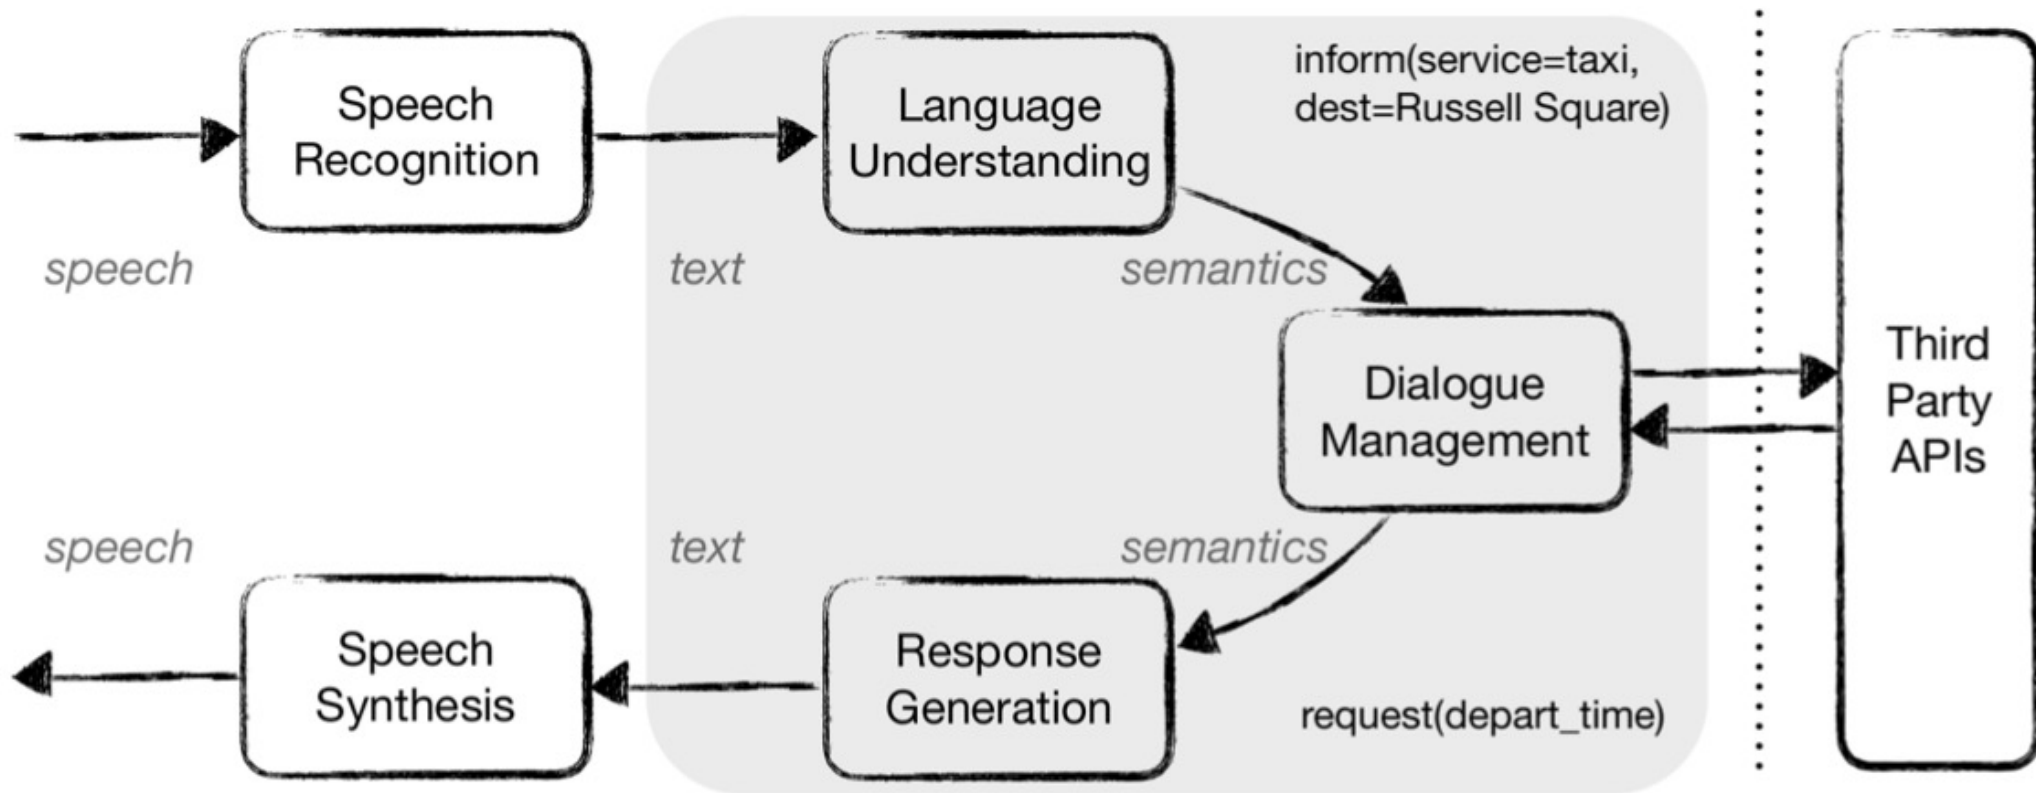 Speech
Recognition
Language
Understanding
inform(service=taxi,
dest=Russell Square)
speech
text
semantics
Dialogue
Management
Third
Party
APIs
speech
text
semantics
Speech
Synthesis
Response
Generation
request(depart_time)